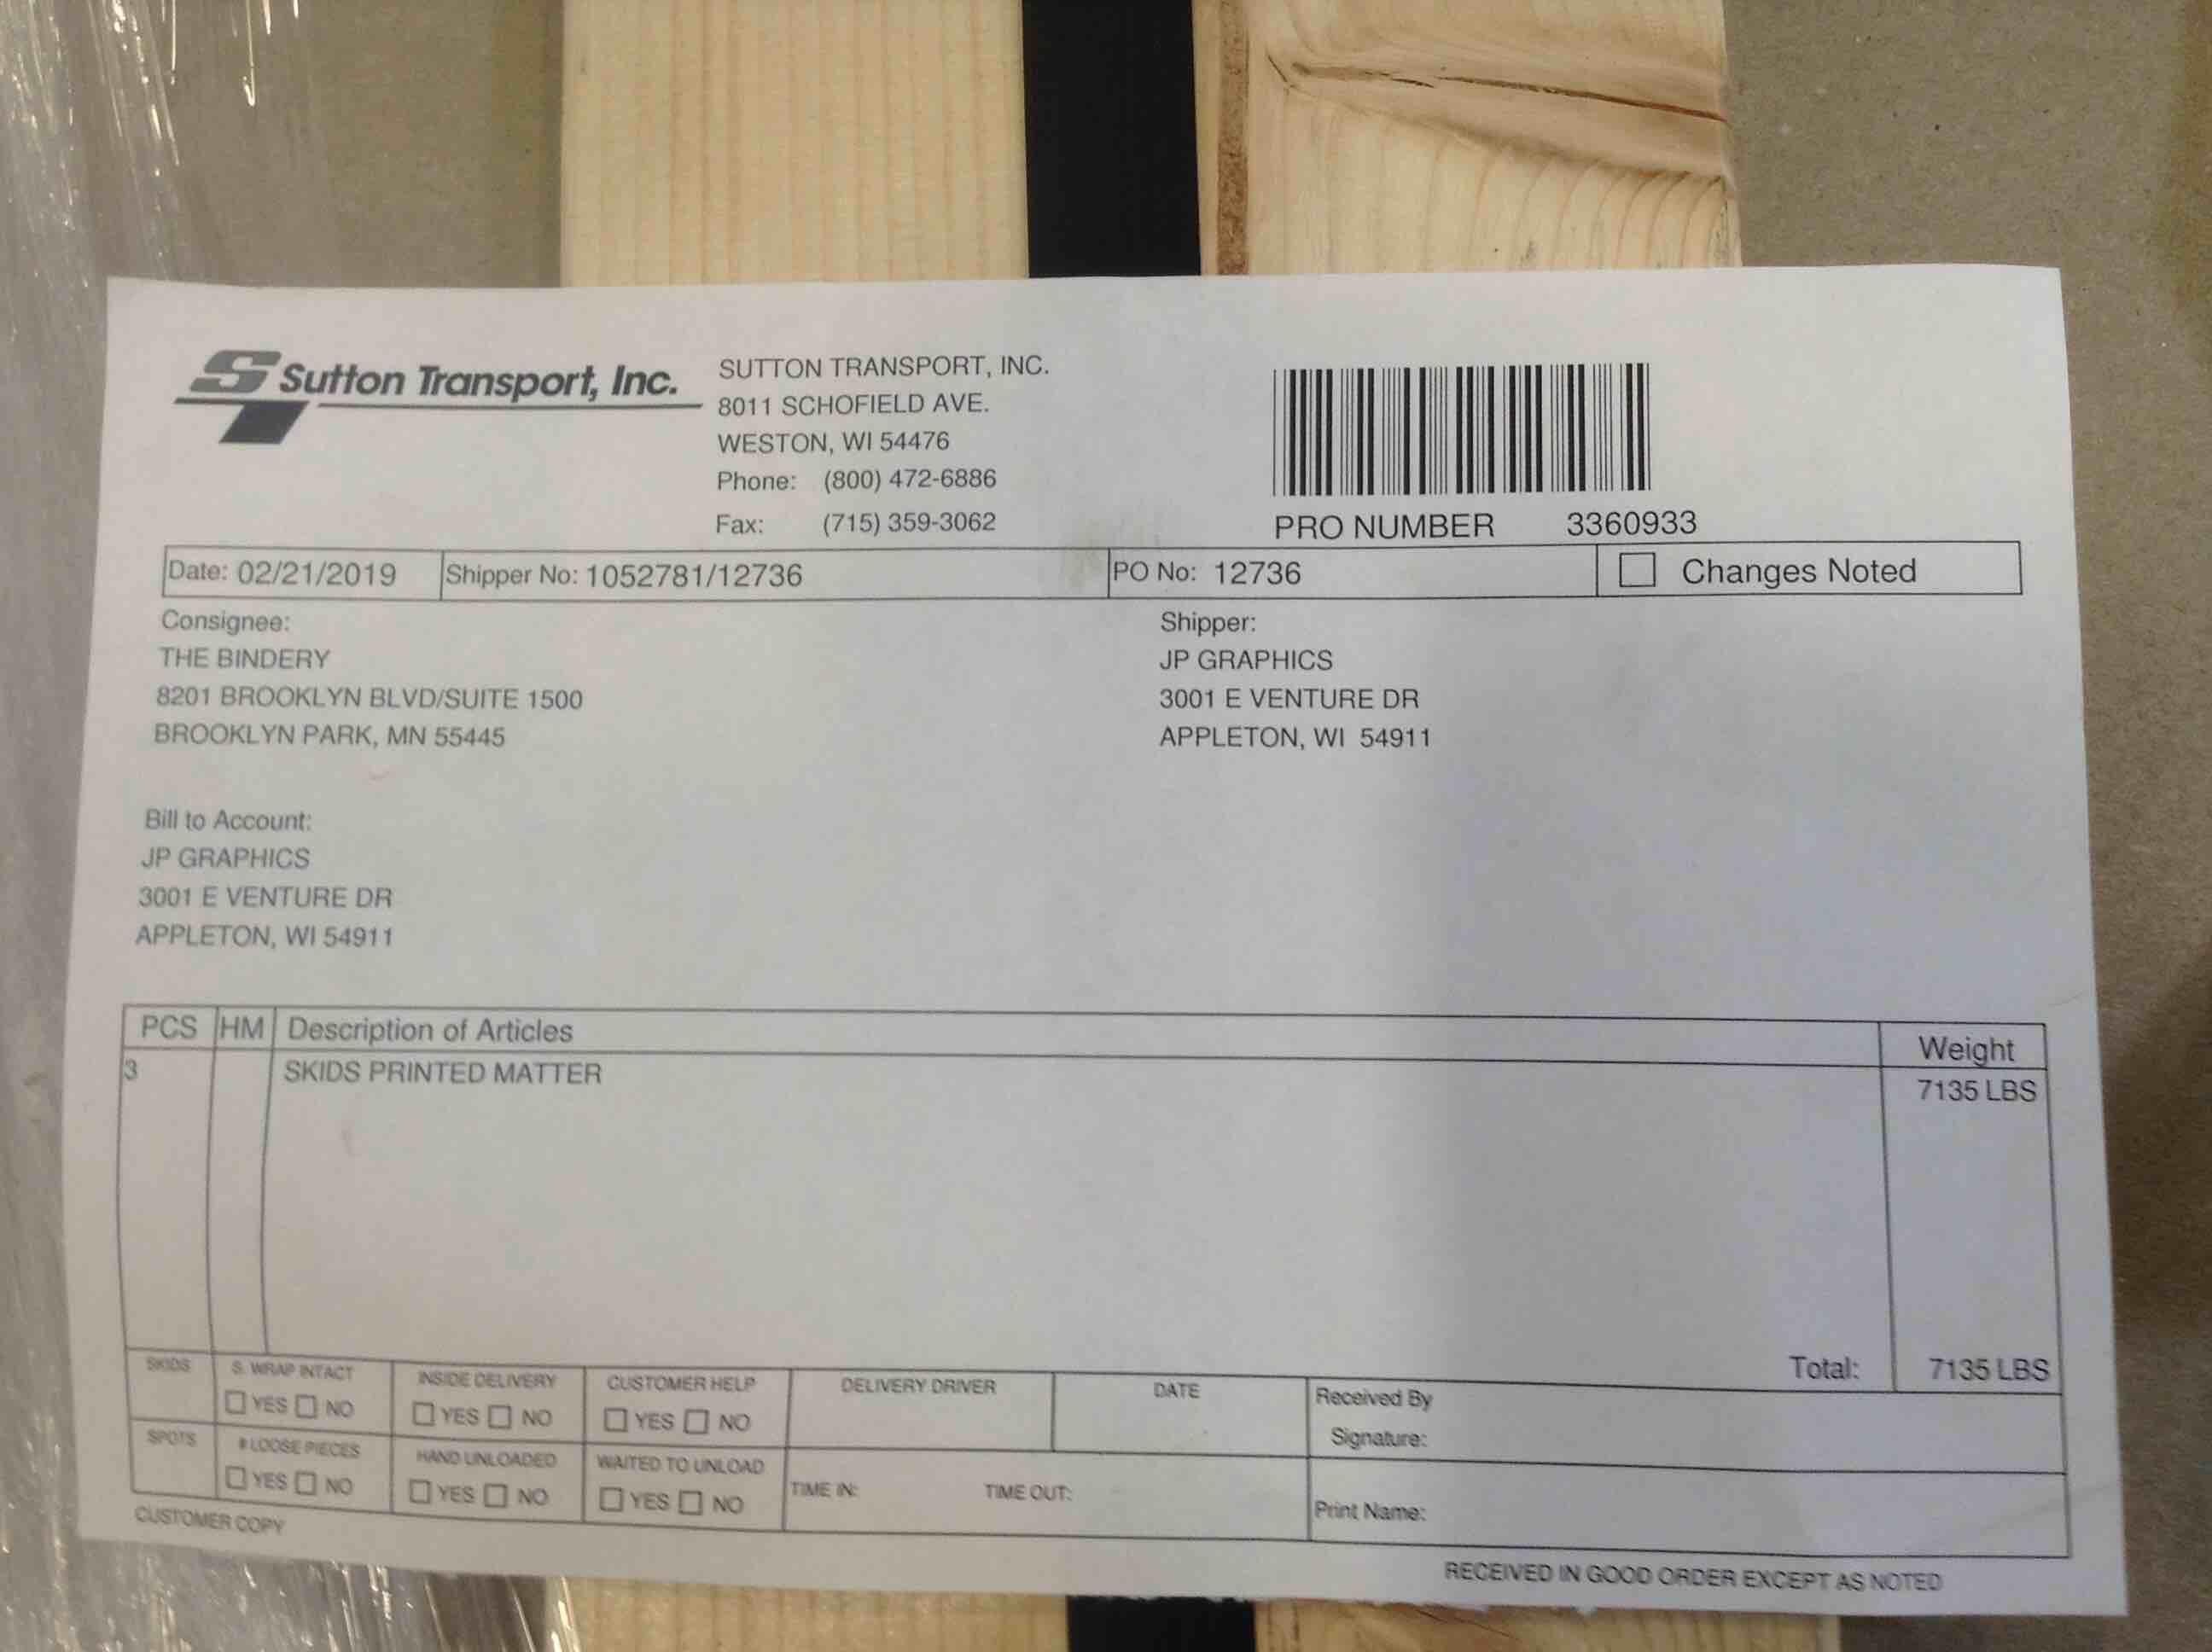 Sutton Transport, Inc.
SUTTON TRANSPORT, INC.
8011 SCHOFIELD AVE.
WESTON, WI 54476
Phone: (800) 472-6886
Fax: (715) 359-3062
PRO NUMBER 3360933
Date: 02/21/2019 Shipper No: 1052781/12736 PO No: 12736 Changes Noted
Consignee:
THE BINDERY
8201 BROOKLYN BLVD/SUITE 1500
BROOKLYN PARK, MN 55445
Shipper:
JP GRAPHICS
3001 E VENTURE DR
APPLETON, WI 54911
Bill to Account:
JP GRAPHICS
3001 E VENTURE DR
APPLETON, WI 54911
PCS HM Description of Articles Weight
3 SKIDS PRINTED MATTER 7135 LBS
Total: 7135 LBS
SKIDS S. WRAP INTACT INSIDE DELIVERY CUSTOMER HELP DELIVERY DRIVER DATE Received By
YES NO YES NO YES NO Signature:
SPOTS # LOOSE PIECES HAND UNLOADED WAITED TO UNLOAD TIME IN: TIME OUT:
YES NO YES NO YES NO Print Name:
CUSTOMER COPY
RECEIVED IN GOOD ORDER EXCEPT AS NOTED